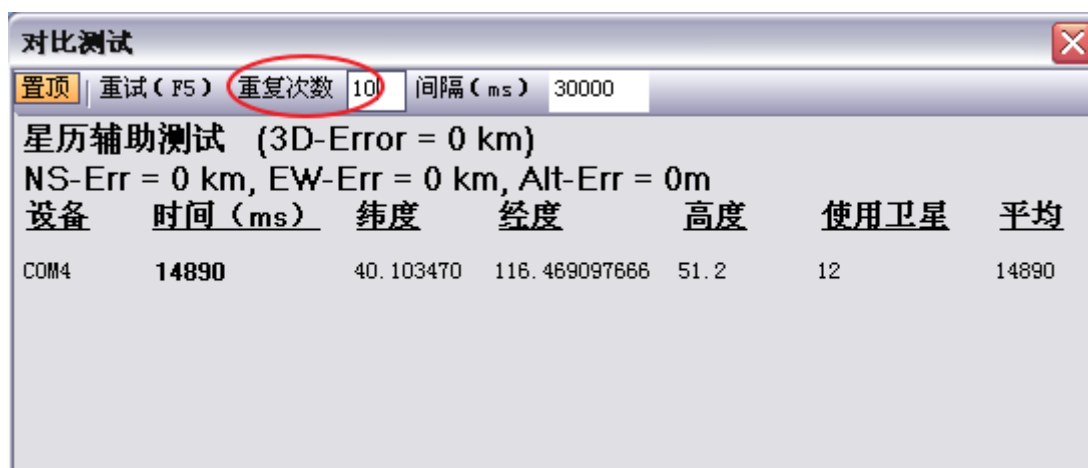 对比测试
置顶 重试(F5) 重复次数 10 间隔(ms) 30000
星历辅助测试 (3D-Error = 0 km)
NS-Err = 0 km, EW-Err = 0 km, Alt-Err = 0m
设备 时间(ms) 纬度 经度 高度 使用卫星 平均
COM4 14890 40.103470 116.469097666 51.2 12 14890